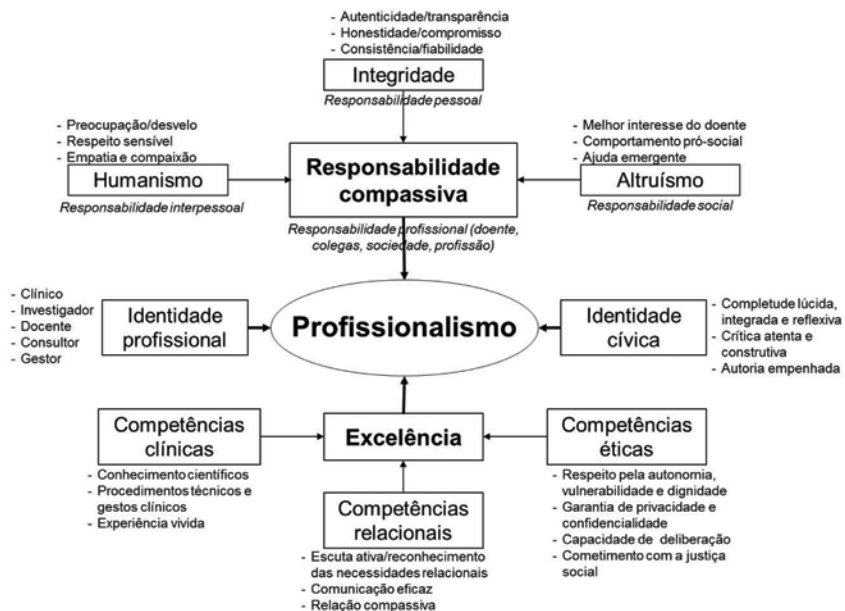 - Autenticidade/transparência
- Honestidade/compromisso
- Consistência/fiabilidade
Integridade
Responsabilidade pessoal
- Preocupação/desvelo
- Respeito sensível
- Empatia e compaixão
Humanismo
Responsabilidade interpessoal
Responsabilidade
compassiva
Responsabilidade profissional (doente,
colegas, sociedade, profissão)
- Melhor interesse do doente
- Comportamento pró-social
- Ajuda emergente
Altruísmo
Responsabilidade social
- Clínico
- Investigador
- Docente
- Consultor
- Gestor
Identidade
profissional
Profissionalismo
Identidade
cívica
- Completude lúcida,
integrada e reflexiva
- Crítica atenta e
construtiva
- Autoria empenhada
Competências
clínicas
- Conhecimento científicos
- Procedimentos técnicos e
gestos clínicos
- Experiência vivida
Excelência
Competências
relacionais
- Escuta ativa/reconhecimento
das necessidades relacionais
- Comunicação eficaz
- Relação compassiva
Competências
éticas
- Respeito pela autonomia,
vulnerabilidade e dignidade
- Garantia de privacidade e
confidencialidade
- Capacidade de deliberação
- Cometimento com a justiça
social